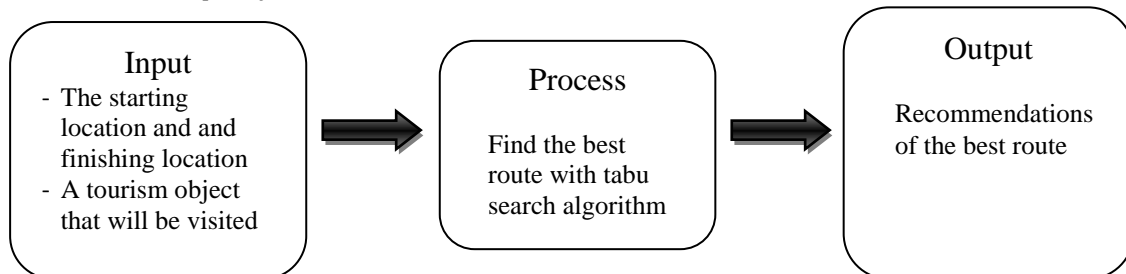 Input
- The starting
location and and
finishing location
- A tourism object
that will be visited
Process
Find the best
route with tabu
search algorithm
Output
Recommendations
of the best route